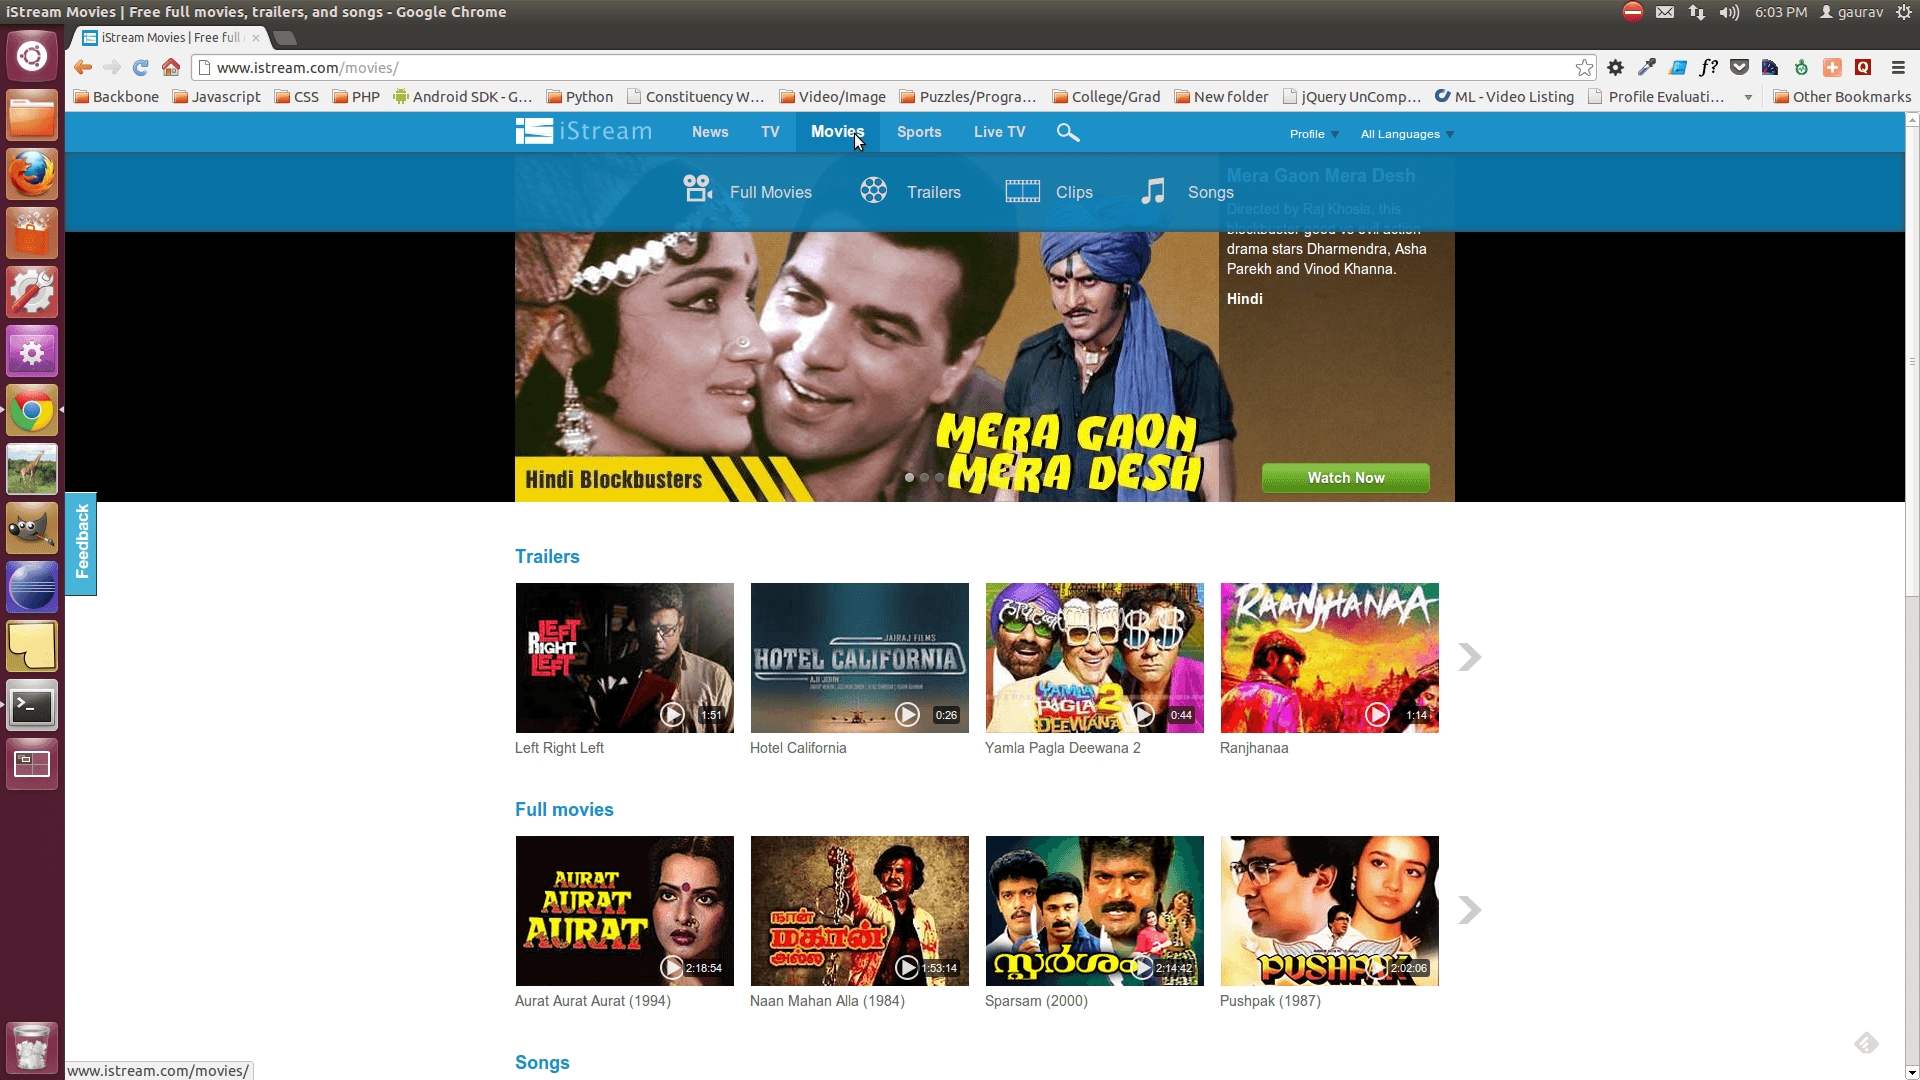 iStream Movies | Free full movies, trailers, and songs - Google Chrome
6:03 PM
gaurav
iStream Movies | Free full
www.istream.com/movies/
f?
Q
Backbone
Javascript
CSS
PHP
Android SDK - G...
Python
Constituency W...
Video/Image
Puzzles/Progra...
College/Grad
New folder
jQuery UnComp...
ML - Video Listing
Profile Evaluati...
Other Bookmarks
iStream
News
TV
Movies
Sports
Live TV
Profile
All Languages
Full Movies
Trailers
Clips
Songs
Mera Gaon Mera Desh
Directed by Raj Khosla, this
blockbuster good vs evil action
drama stars Dharmendra, Asha
Parekh and Vinod Khanna.
Hindi
MERA GAON
MERA DESH
Hindi Blockbusters
Watch Now
Feedback
Trailers
LEFT
RIGHT
LEFT
1:51
JAIRAJ FILMS
HOTEL CALIFORNIA
AJI JOHN
0:26
YAMLA
PAGLA
DEEWANA 2
0:44
RAANJHANAA
1:14
Left Right Left
Hotel California
Yamla Pagla Deewana 2
Ranjhanaa
Full movies
AURAT
AURAT
AURAT
2:18:54
நான்
மகான்
அல்ல
1:53:14
സ്പർശം
2:14:42
PUSHPAK
2:02:06
Aurat Aurat Aurat (1994)
Naan Mahan Alla (1984)
Sparsam (2000)
Pushpak (1987)
Songs
www.istream.com/movies/